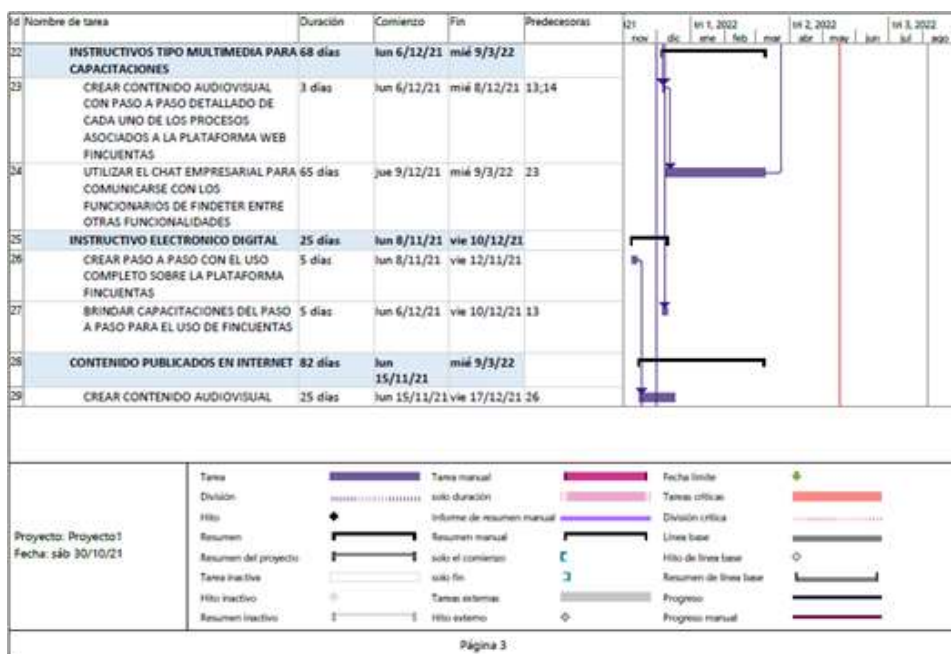 Id Nombre de tarea Duración Comienzo Fin Predecesoras
021 tri 1, 2022 tri 2, 2022 tri 3, 2022
nov dic ene feb mar abr may jun jul ago
22 INSTRUCTIVOS TIPO MULTIMEDIA PARA 68 días lun 6/12/21 mié 9/3/22
CAPACITACIONES
23 CREAR CONTENIDO AUDIOVISUAL 3 días lun 6/12/21 mié 8/12/21 13;14
CON PASO A PASO DETALLADO DE
CADA UNO DE LOS PROCESOS
ASOCIADOS A LA PLATAFORMA WEB
FINCUENTAS
24 UTILIZAR EL CHAT EMPRESARIAL PARA 65 días jue 9/12/21 mié 9/3/22 23
COMUNICARSE CON LOS
FUNCIONARIOS DE FINDETER ENTRE
OTRAS FUNCIONALIDADES
25 INSTRUCTIVO ELECTRONICO DIGITAL 25 días lun 8/11/21 vie 10/12/21
26 CREAR PASO A PASO CON EL USO 5 días lun 8/11/21 vie 12/11/21
COMPLETO SOBRE LA PLATAFORMA
FINCUENTAS
27 BRINDAR CAPACITACIONES DEL PASO 5 días lun 6/12/21 vie 10/12/21 13
A PASO PARA EL USO DE FINCUENTAS
28 CONTENIDO PUBLICADOS EN INTERNET 82 días lun mié 9/3/22
15/11/21
29 CREAR CONTENIDO AUDIOVISUAL 25 días lun 15/11/21 vie 17/12/21 26
Proyecto: Proyecto1
Fecha: sáb 30/10/21
Tarea Tarea manual Fecha límite
División solo duración Tareas críticas
Hito Informe de resumen manual División crítica
Resumen Resumen manual Línea base
Resumen del proyecto solo el comienzo Hito de línea base
Tarea inactiva solo fin Resumen de línea base
Hito inactivo Tareas externas Progreso
Resumen inactivo Hito externo Progreso manual
Página 3